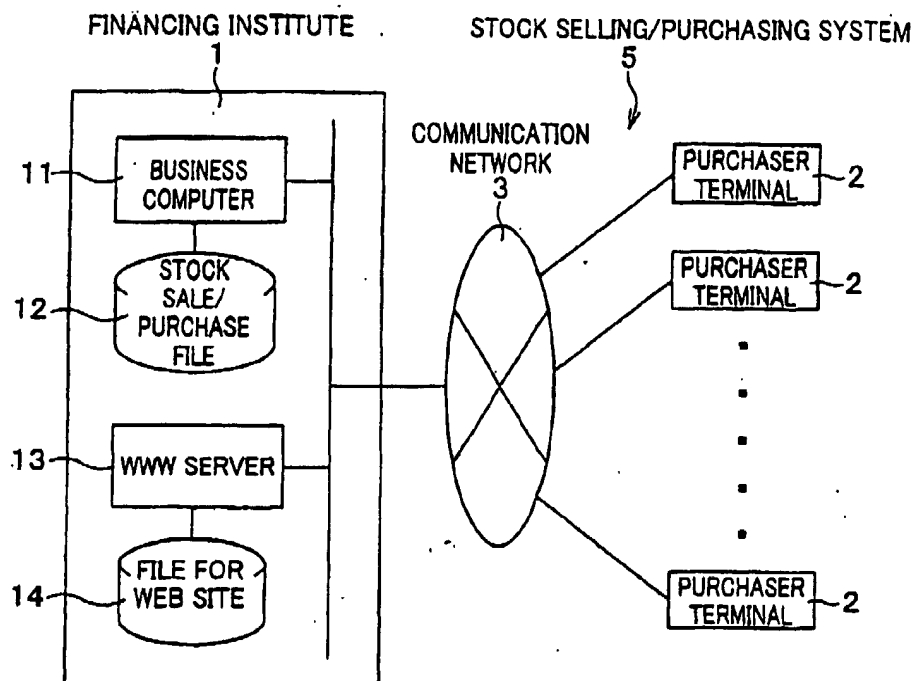 FINANCING INSTITUTE
1
STOCK SELLING/PURCHASING SYSTEM
5
COMMUNICATION
NETWORK
3
11
BUSINESS
COMPUTER
12
STOCK
SALE/
PURCHASE
FILE
13
WWW SERVER
14
FILE FOR
WEB SITE
PURCHASER
TERMINAL
2
PURCHASER
TERMINAL
2
PURCHASER
TERMINAL
2